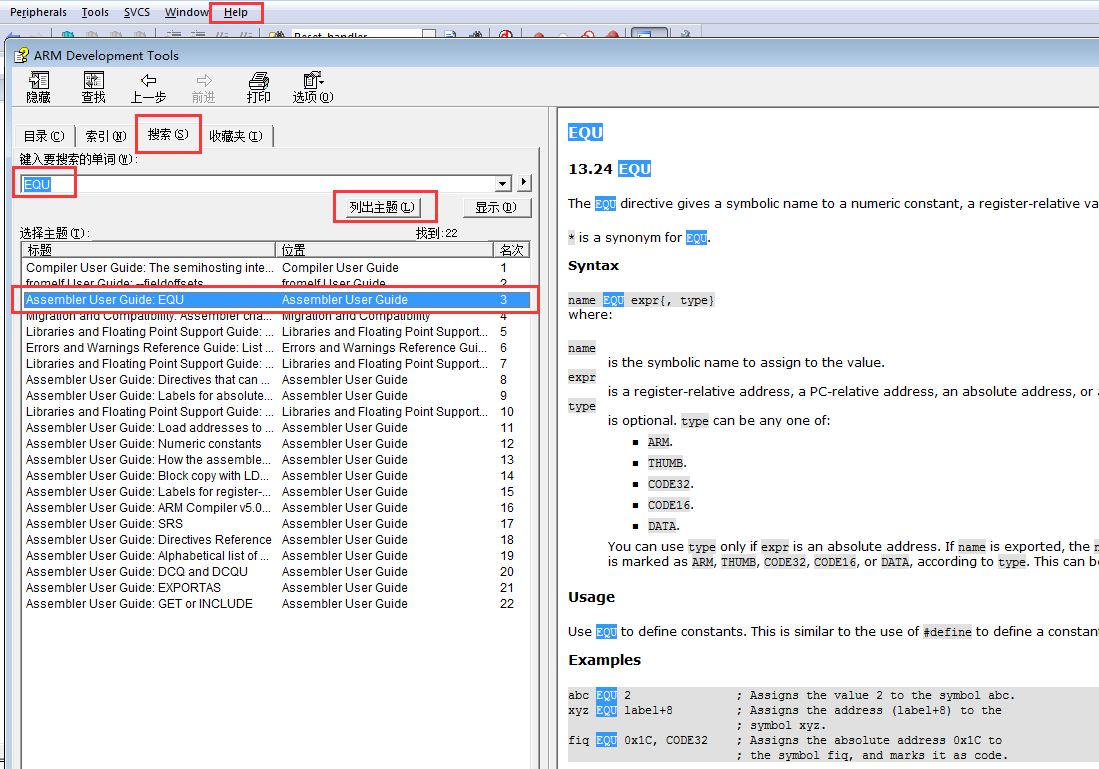 Peripherals Tools SVCS Window Help
Reset_handler
ARM Development Tools
隐藏 查找 上一步 前进 打印 选项(O)
目录(C) 索引(N) 搜索(S) 收藏夹(I)
键入要搜索的单词(W):
EQU
列出主题(L) 显示(D)
选择主题(T): 找到:22
标题 位置 名次
Compiler User Guide: The semihosting inte... Compiler User Guide 1
fromelf User Guide: --fieldoffsets fromelf User Guide 2
Assembler User Guide: EQU Assembler User Guide 3
Migration and Compatibility: Assembler cha... Migration and Compatibility 4
Libraries and Floating Point Support Guide: ... Libraries and Floating Point Support... 5
Errors and Warnings Reference Guide: List ... Errors and Warnings Reference Gui... 6
Libraries and Floating Point Support Guide: ... Libraries and Floating Point Support... 7
Assembler User Guide: Directives that can ... Assembler User Guide 8
Assembler User Guide: Labels for absolute... Assembler User Guide 9
Libraries and Floating Point Support Guide: ... Libraries and Floating Point Support... 10
Assembler User Guide: Load addresses to ... Assembler User Guide 11
Assembler User Guide: Numeric constants Assembler User Guide 12
Assembler User Guide: How the assemble... Assembler User Guide 13
Assembler User Guide: Block copy with LD... Assembler User Guide 14
Assembler User Guide: Labels for register-... Assembler User Guide 15
Assembler User Guide: ARM Compiler v5.0... Assembler User Guide 16
Assembler User Guide: SRS Assembler User Guide 17
Assembler User Guide: Directives Reference Assembler User Guide 18
Assembler User Guide: Alphabetical list of ... Assembler User Guide 19
Assembler User Guide: DCQ and DCQU Assembler User Guide 20
Assembler User Guide: EXPORTAS Assembler User Guide 21
Assembler User Guide: GET or INCLUDE Assembler User Guide 22
EQU
13.24 EQU
The EQU directive gives a symbolic name to a numeric constant, a register-relative va
* is a synonym for EQU.
Syntax
name EQU expr{, type}
where:
name
is the symbolic name to assign to the value.
expr
is a register-relative address, a PC-relative address, an absolute address, or
type
is optional. type can be any one of:
ARM.
THUMB.
CODE32.
CODE16.
DATA.
You can use type only if expr is an absolute address. If name is exported, the
is marked as ARM, THUMB, CODE32, CODE16, or DATA, according to type. This can b
Usage
Use EQU to define constants. This is similar to the use of #define to define a constan
Examples
abc EQU 2 ; Assigns the value 2 to the symbol abc.
xyz EQU label+8 ; Assigns the address (label+8) to the
; symbol xyz.
fiq EQU 0x1C, CODE32 ; Assigns the absolute address 0x1C to
; the symbol fiq, and marks it as code.